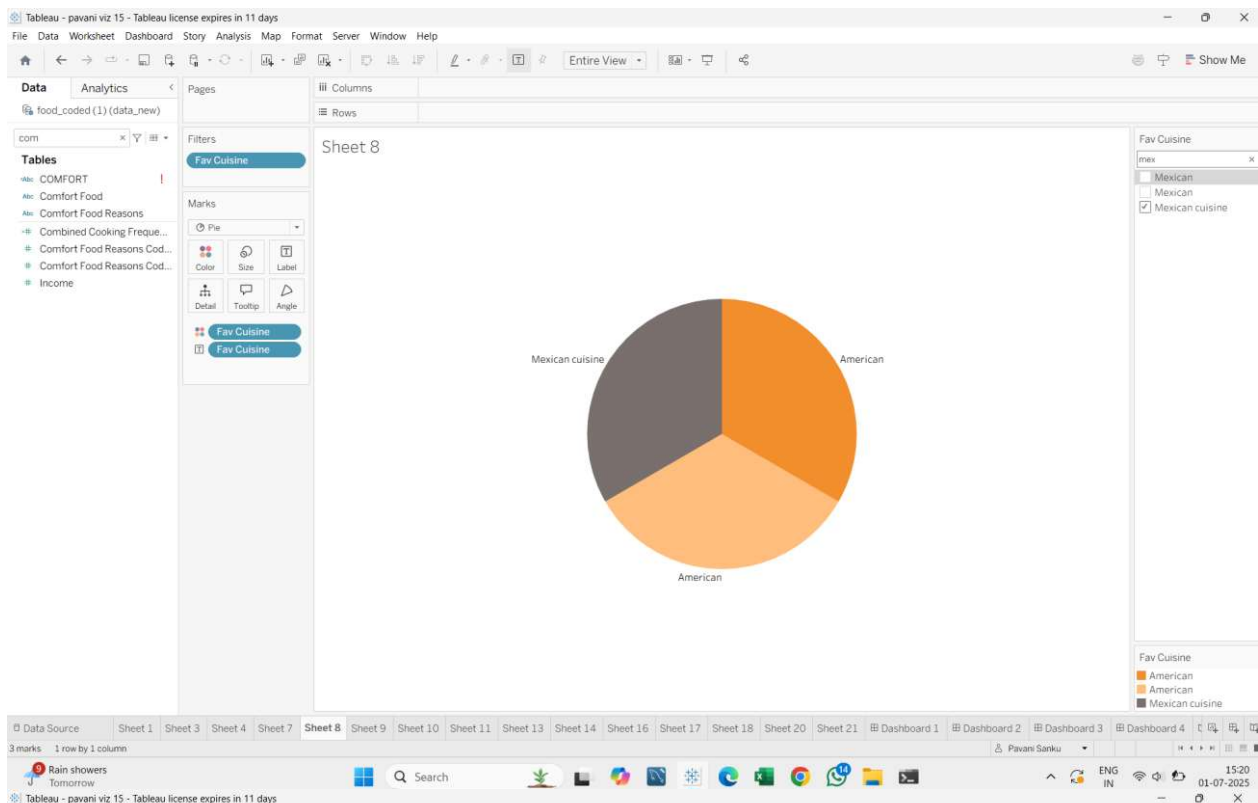 Tableau - pavani viz 15 - Tableau license expires in 11 days
File Data Worksheet Dashboard Story Analysis Map Format Server Window Help
Entire View
Show Me
Data Analytics
food_coded (1) (data_new)
com
Tables
Abc COMFORT !
Abc Comfort Food
Abc Comfort Food Reasons
# Combined Cooking Freque...
# Comfort Food Reasons Cod...
# Comfort Food Reasons Cod...
# Income
Pages
Filters
Fav Cuisine
Marks
Pie
Color Size Label
Detail Tooltip Angle
Fav Cuisine
Fav Cuisine
Columns
Rows
Sheet 8
Mexican cuisine
American
American
Fav Cuisine
mex
Mexican
Mexican
Mexican cuisine
Fav Cuisine
American
American
Mexican cuisine
Data Source Sheet 1 Sheet 3 Sheet 4 Sheet 7 Sheet 8 Sheet 9 Sheet 10 Sheet 11 Sheet 13 Sheet 14 Sheet 16 Sheet 17 Sheet 18 Sheet 20 Sheet 21 Dashboard 1 Dashboard 2 Dashboard 3 Dashboard 4
3 marks 1 row by 1 column
Pavani Sanku
9
Rain showers
Tomorrow
Search
14
ENG
IN
15:20
01-07-2025
Tableau - pavani viz 15 - Tableau license expires in 11 days